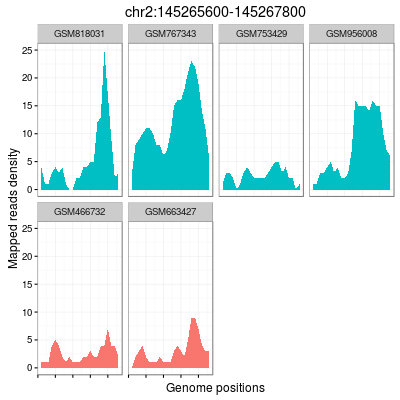 chr2:145265600-145267800
GSM818031 GSM767343 GSM753429 GSM956008
25
20
15
10
5
0
Mapped reads density
GSM466732 GSM663427
25
20
15
10
5
0
Genome positions